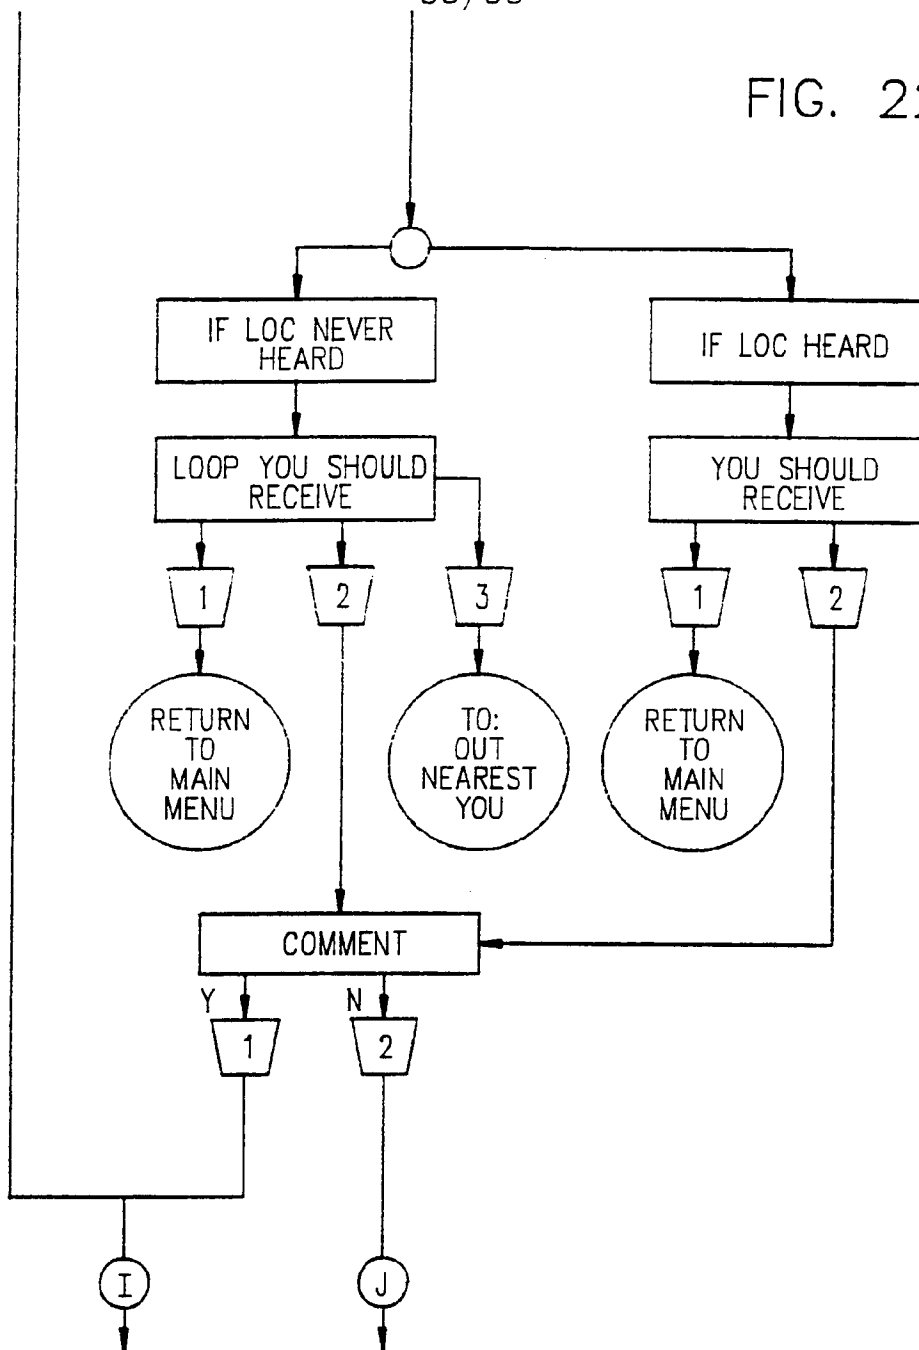 FIG. 2
IF LOC NEVER
HEARD
IF LOC HEARD
LOOP YOU SHOULD
RECEIVE
YOU SHOULD
RECEIVE
1
2
3
1
2
RETURN
TO
MAIN
MENU
TO:
OUT
NEAREST
YOU
RETURN
TO
MAIN
MENU
COMMENT
Y
N
1
2
I
J